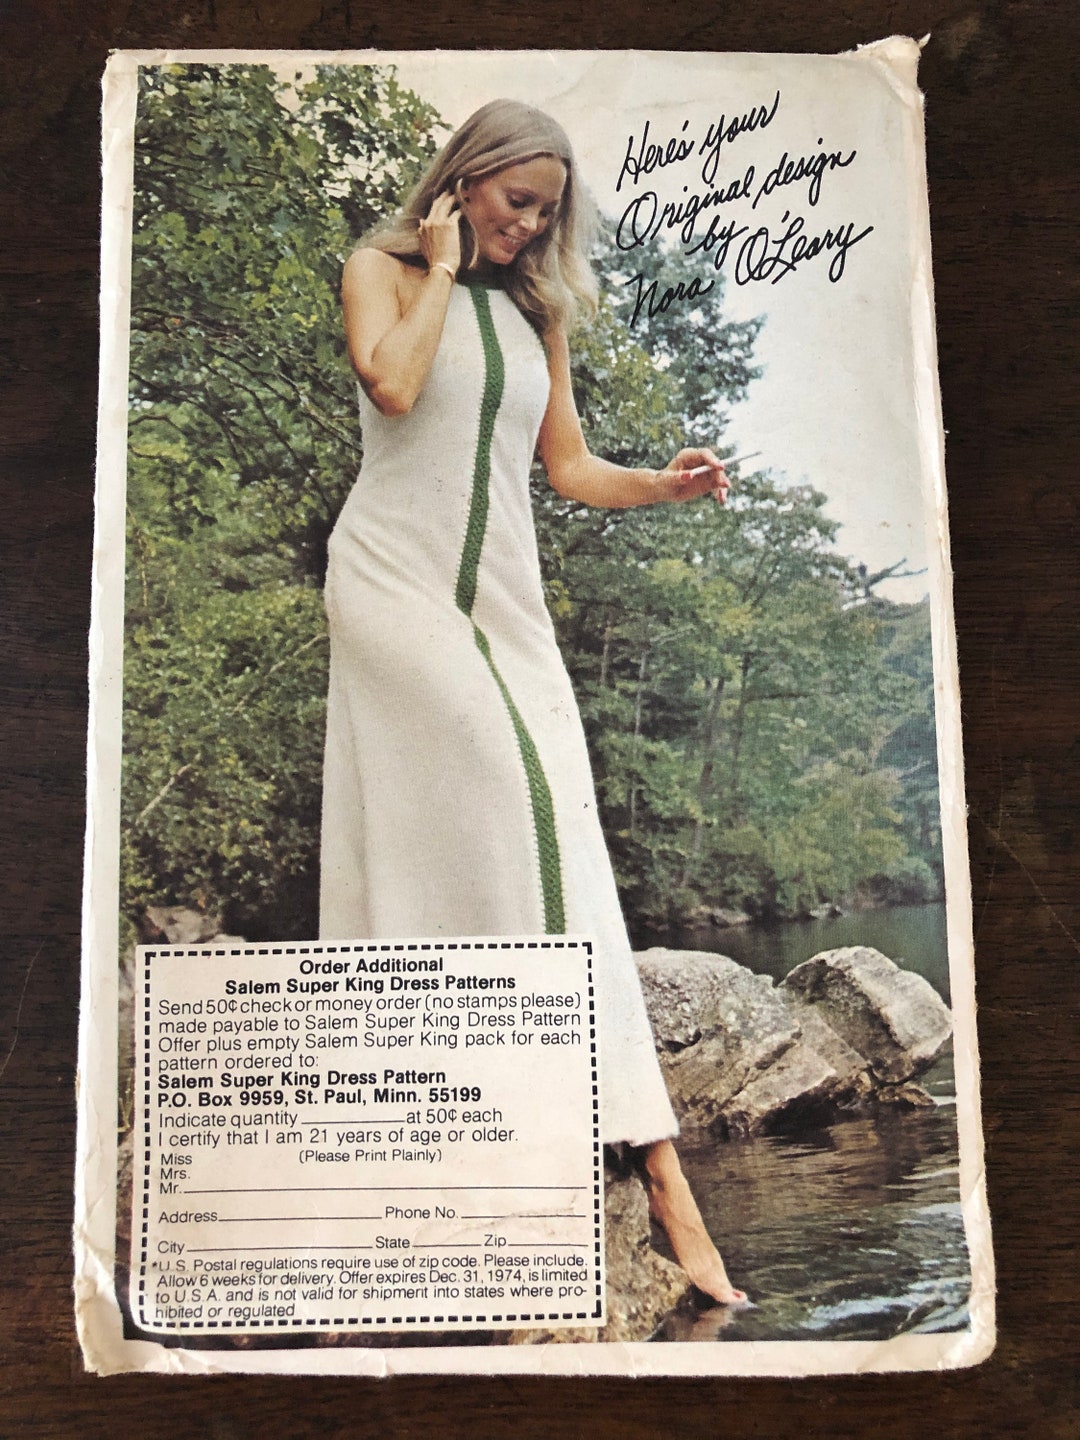 Here's your
Original design
by
Nora O'Leary
Order Additional
Salem Super King Dress Patterns
Send 50¢ check or money order (no stamps please)
made payable to Salem Super King Dress Pattern
Offer plus empty Salem Super King pack for each
pattern ordered to:
Salem Super King Dress Pattern
P.O. Box 9959, St. Paul, Minn. 55199
Indicate quantity at 50¢ each
I certify that I am 21 years of age or older.
Miss (Please Print Plainly)
Mrs.
Mr.
Address Phone No.
City State Zip
*U.S. Postal regulations require use of zip code. Please include.
Allow 6 weeks for delivery. Offer expires Dec. 31, 1974, is limited
to U.S.A. and is not valid for shipment into states where pro-
hibited or regulated